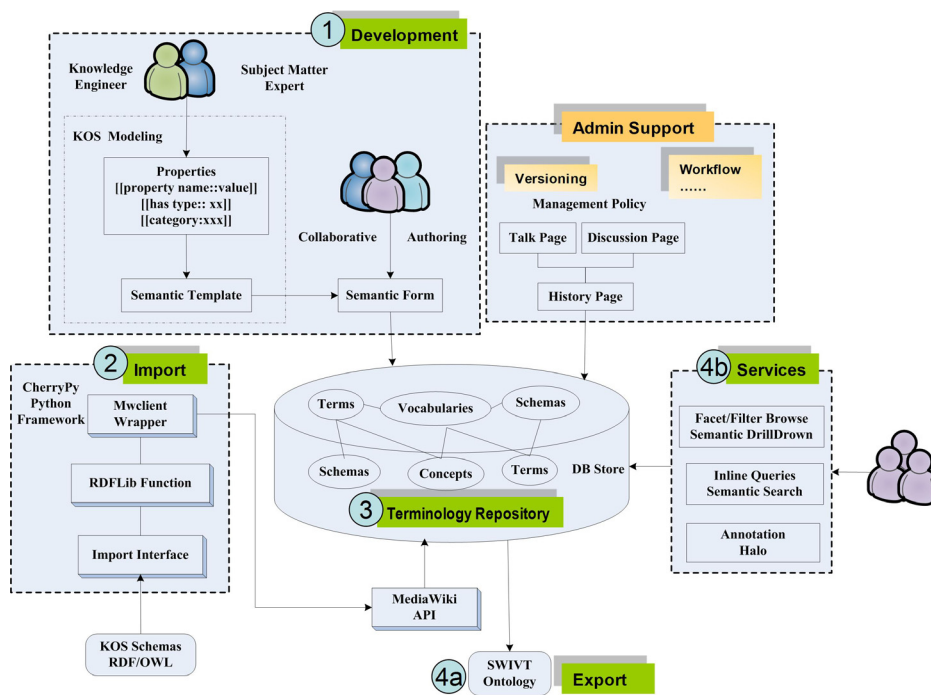 1 Development
Knowledge
Engineer
Subject Matter
Expert
KOS Modeling
Properties
[[property name::value]]
[[has type:: xx]]
[[category:xxx]]
Collaborative Authoring
Semantic Template
Semantic Form
Admin Support
Versioning
Workflow
......
Management Policy
Talk Page
Discussion Page
History Page
2 Import
CherryPy
Python
Framework
Mwclient
Wrapper
RDFLib Function
Import Interface
KOS Schemas
RDF/OWL
Terms
Vocabularies
Schemas
Schemas
Concepts
Terms
DB Store
3 Terminology Repository
MediaWiki
API
4a
SWIVT
Ontology
Export
4b Services
Facet/Filter Browse
Semantic DrillDrown
Inline Queries
Semantic Search
Annotation
Halo